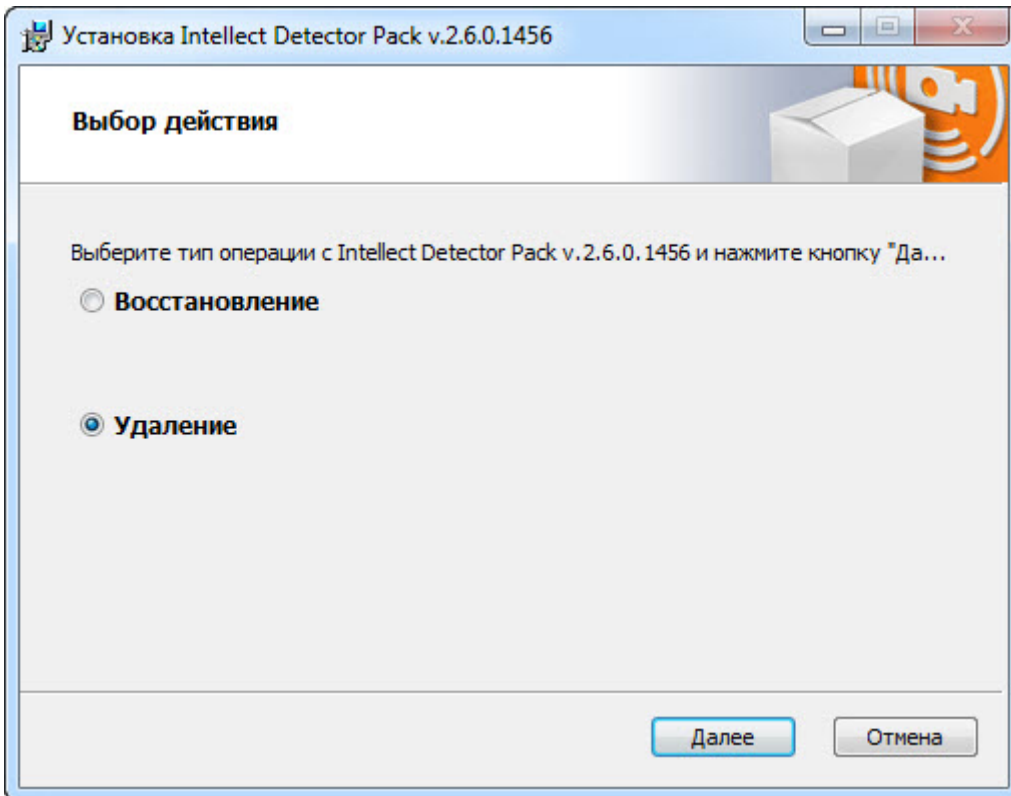 Установка Intellect Detector Pack v.2.6.0.1456
Выбор действия
Выберите тип операции с Intellect Detector Pack v.2.6.0.1456 и нажмите кнопку "Да...
Восстановление
Удаление
Далее
Отмена